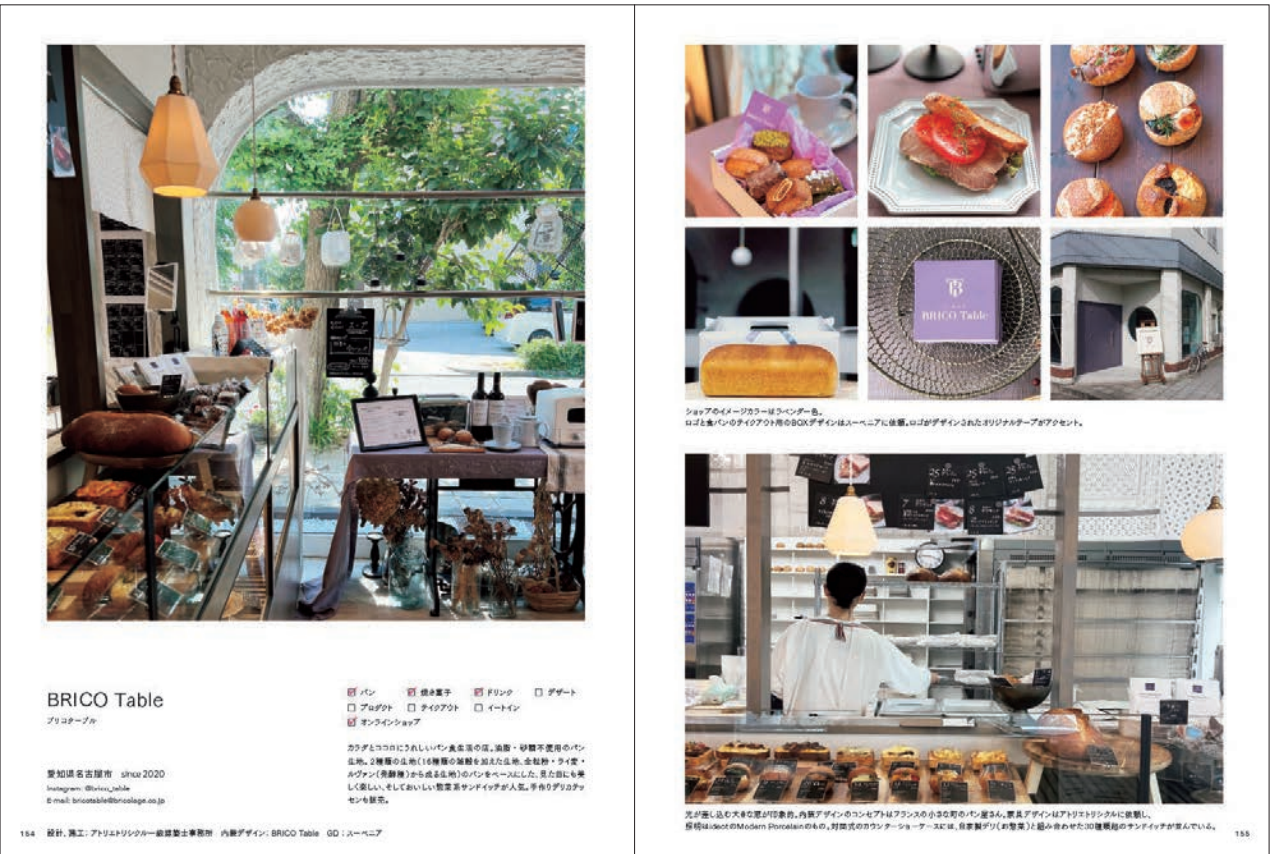 BRICO Table
ブリコターブル
愛知県名古屋市 since 2020
Instagram: @brico_table
E-mail: bricotable@bricolage.co.jp
パン 焼き菓子 ドリンク デザート
プロダクト テイクアウト イートイン
オンラインショップ
カラダとココロにうれしいパン食生活の店。油脂・砂糖不使用のパン
生地。2種類の生地(16種類の雑穀を加えた生地、全粒粉・ライ麦・
ルヴァン(発酵種)から成る生地)のパンをベースにした、見た目にも美
しく楽しい、そしておいしい惣菜系サンドイッチが人気。手作りデリカテッ
センも販売。
154 設計、施工:アトリエトリシクル一級建築士事務所 内装デザイン:BRICO Table GD:スーベニア
BRICO Table
ショップのイメージカラーはラベンダー色。
ロゴと食パンのテイクアウト用のBOXデザインはスーベニアに依頼。ロゴがデザインされたオリジナルテープがアクセント。
光が差し込む大きな窓が印象的。内装デザインのコンセプトはフランスの小さな町のパン屋さん。家具デザインはアトリエトリシクルに依頼し、
照明はideotのModern Porcelainのもの。対面式のカウンターショーケースには、自家製デリ(お惣菜)と組み合わせた30種類超のサンドイッチが並んでいる。
155